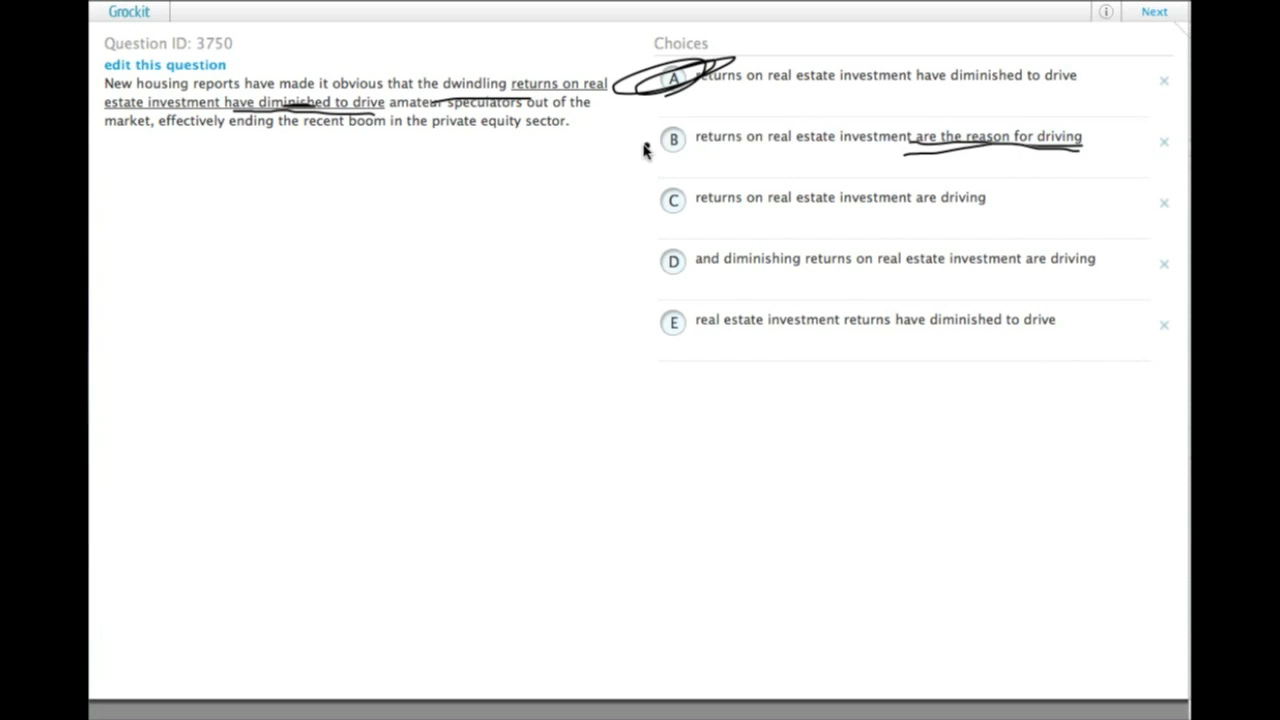 Grockit
i
Next
Question ID: 3750
edit this question
New housing reports have made it obvious that the dwindling returns on real
estate investment have diminished to drive amateur speculators out of the
market, effectively ending the recent boom in the private equity sector.
Choices
A returns on real estate investment have diminished to drive
B returns on real estate investment are the reason for driving
C returns on real estate investment are driving
D and diminishing returns on real estate investment are driving
E real estate investment returns have diminished to drive